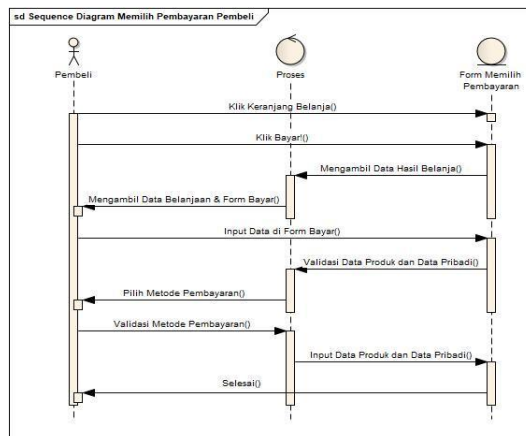 sd Sequence Diagram Memilih Pembayaran Pembeli
Pembeli
Proses
Form Memilih
Pembayaran
Klik Keranjang Belanja()
Klik Bayar!()
Mengambil Data Hasil Belanja()
Mengambil Data Belanjaan & Form Bayar()
Input Data di Form Bayar()
Validasi Data Produk dan Data Pribadi()
Pilih Metode Pembayaran()
Validasi Metode Pembayaran()
Input Data Produk dan Data Pribadi()
Selesai()